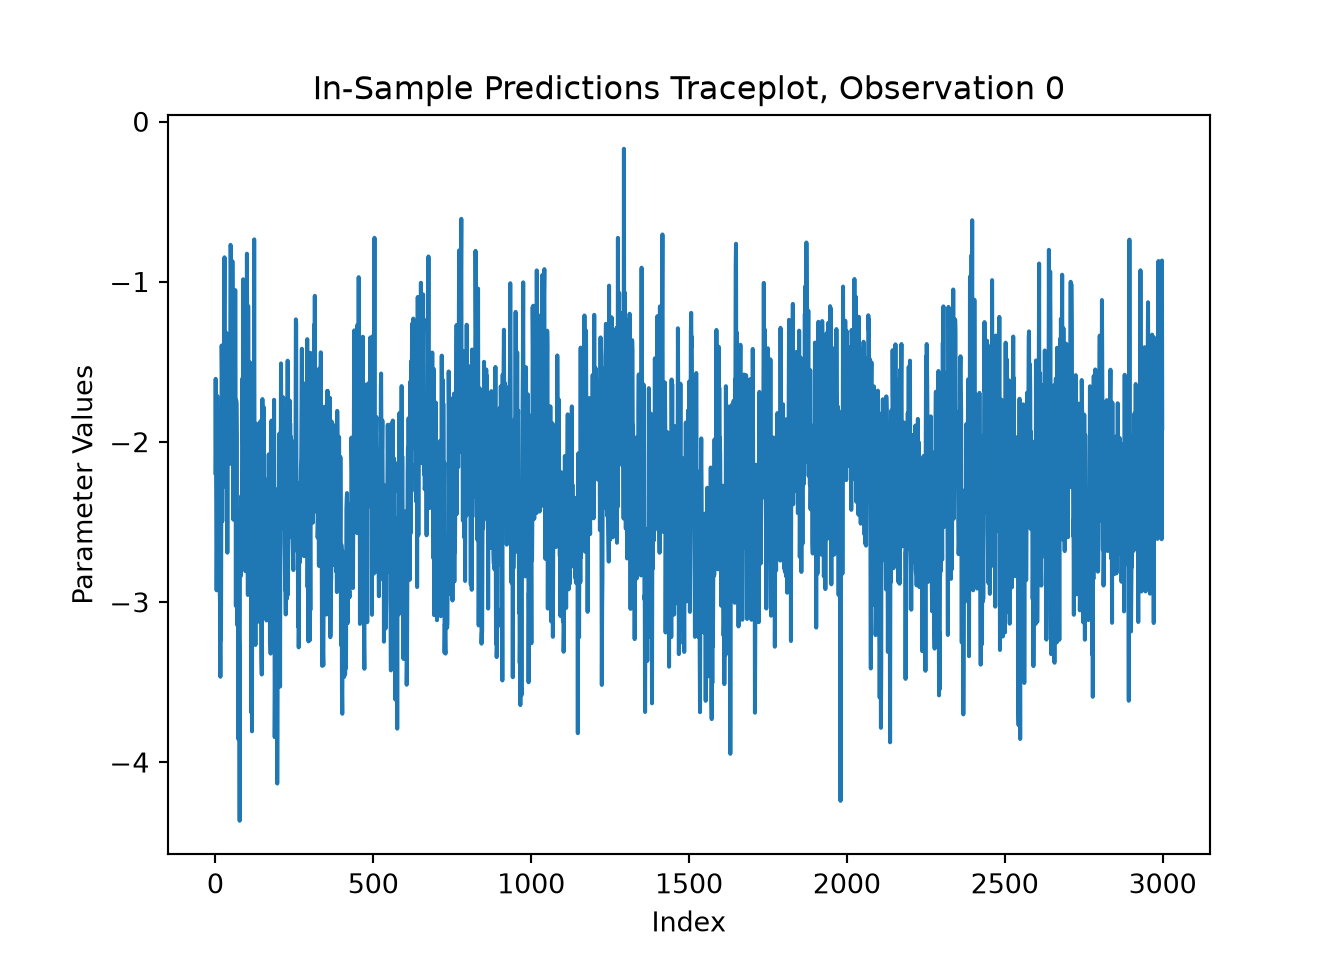 In-Sample Predictions Traceplot, Observation 0
Parameter Values
0
−1
−2
−3
−4
0 500 1000 1500 2000 2500 3000
Index